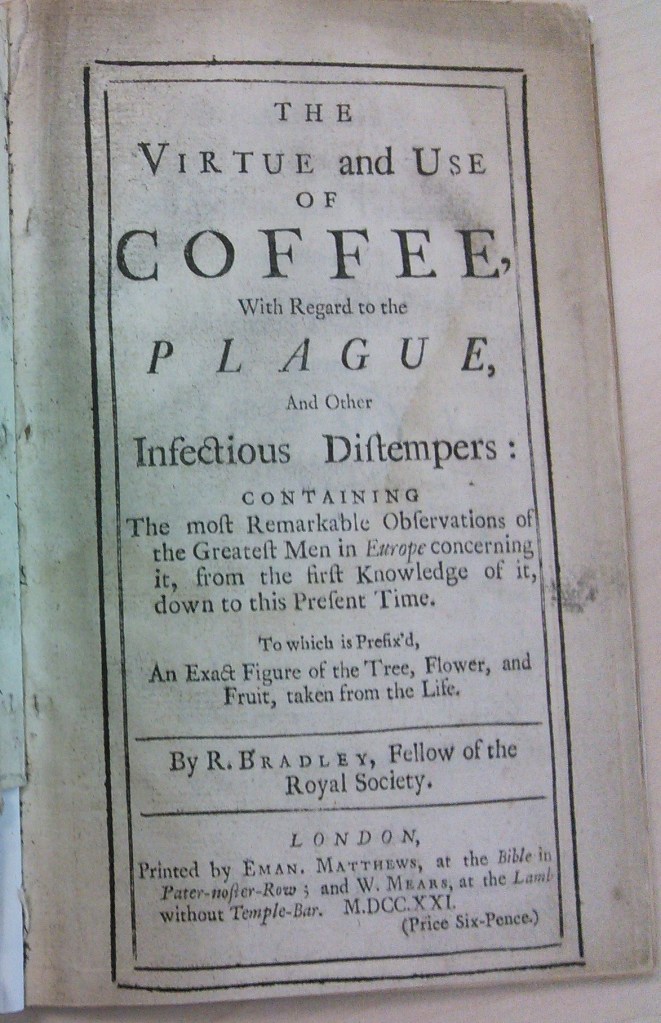 THE
VIRTUE and USE
OF
COFFEE,
With Regard to the
PLAGUE,
And Other
Infectious Diſtempers:
CONTAINING
The moſt Remarkable Obſervations of
the Greateſt Men in Europe concerning
it, from the firſt Knowledge of it,
down to this Preſent Time.
To which is Prefix'd,
An Exact Figure of the Tree, Flower, and
Fruit, taken from the Life.
By R. BRADLEY, Fellow of the
Royal Society.
LONDON,
Printed by EMAN. MATTHEWS, at the Bible in
Pater-noſter-Row; and W. MEARS, at the Lamb
without Temple-Bar. M.DCC.XXI.
(Price Six-Pence.)